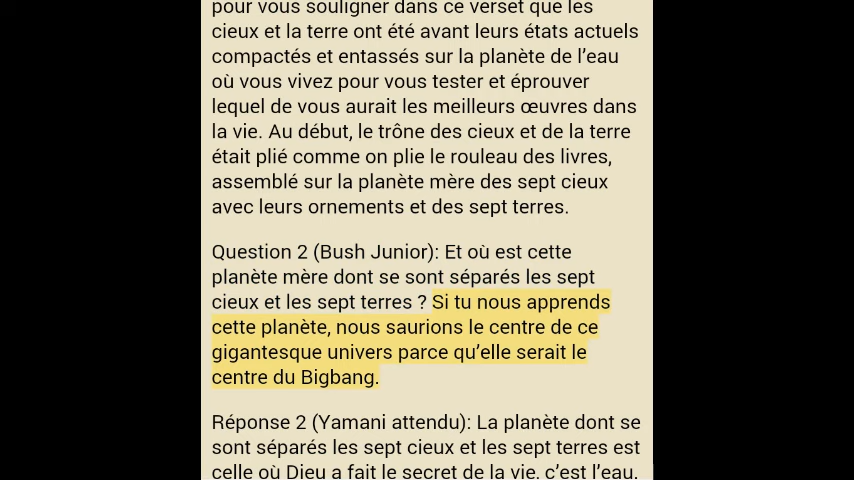 pour vous souligner dans ce verset que les
cieux et la terre ont été avant leurs états actuels
compactés et entassés sur la planète de l’eau
où vous vivez pour vous tester et éprouver
lequel de vous aurait les meilleurs œuvres dans
la vie. Au début, le trône des cieux et de la terre
était plié comme on plie le rouleau des livres,
assemblé sur la planète mère des sept cieux
avec leurs ornements et des sept terres.
Question 2 (Bush Junior): Et où est cette
planète mère dont se sont séparés les sept
cieux et les sept terres ? Si tu nous apprends
cette planète, nous saurions le centre de ce
gigantesque univers parce qu’elle serait le
centre du Bigbang.
Réponse 2 (Yamani attendu): La planète dont se
sont séparés les sept cieux et les sept terres est
celle où Dieu a fait le secret de la vie, c’est l’eau.